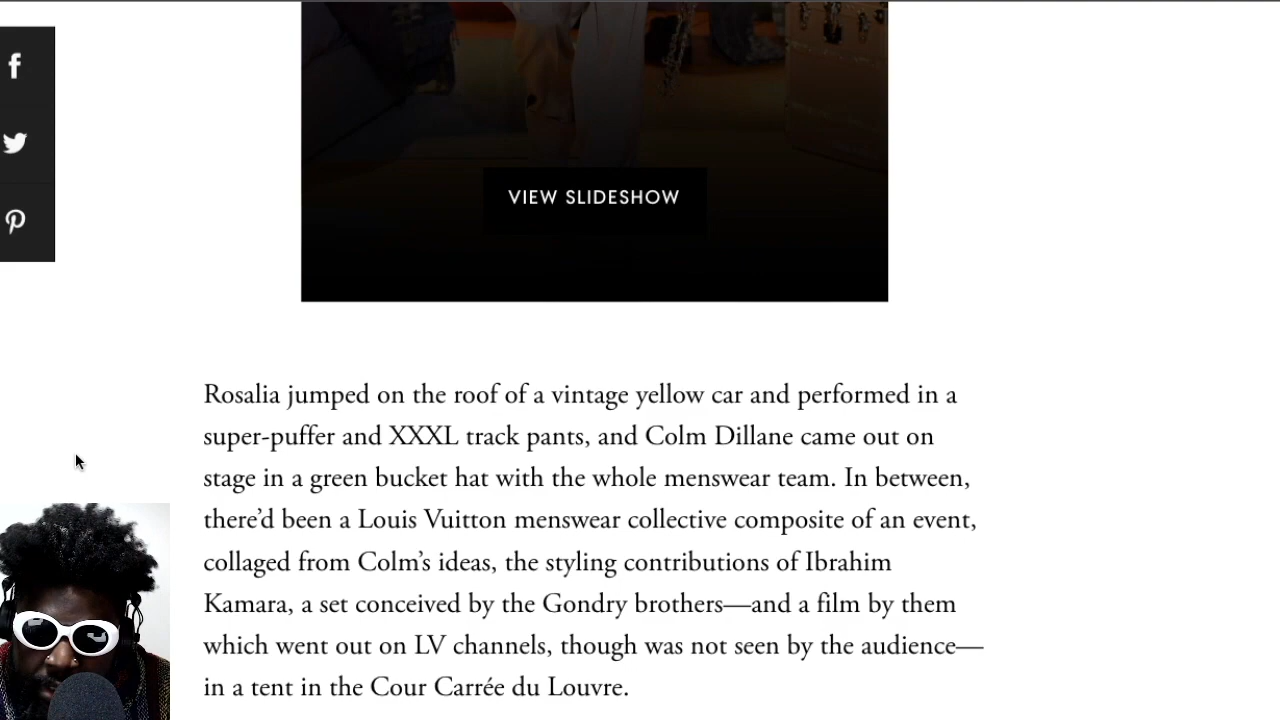 VIEW SLIDESHOW
Rosalia jumped on the roof of a vintage yellow car and performed in a
super-puffer and XXXL track pants, and Colm Dillane came out on
stage in a green bucket hat with the whole menswear team. In between,
there’d been a Louis Vuitton menswear collective composite of an event,
collaged from Colm’s ideas, the styling contributions of Ibrahim
Kamara, a set conceived by the Gondry brothers—and a film by them
which went out on LV channels, though was not seen by the audience—
in a tent in the Cour Carrée du Louvre.